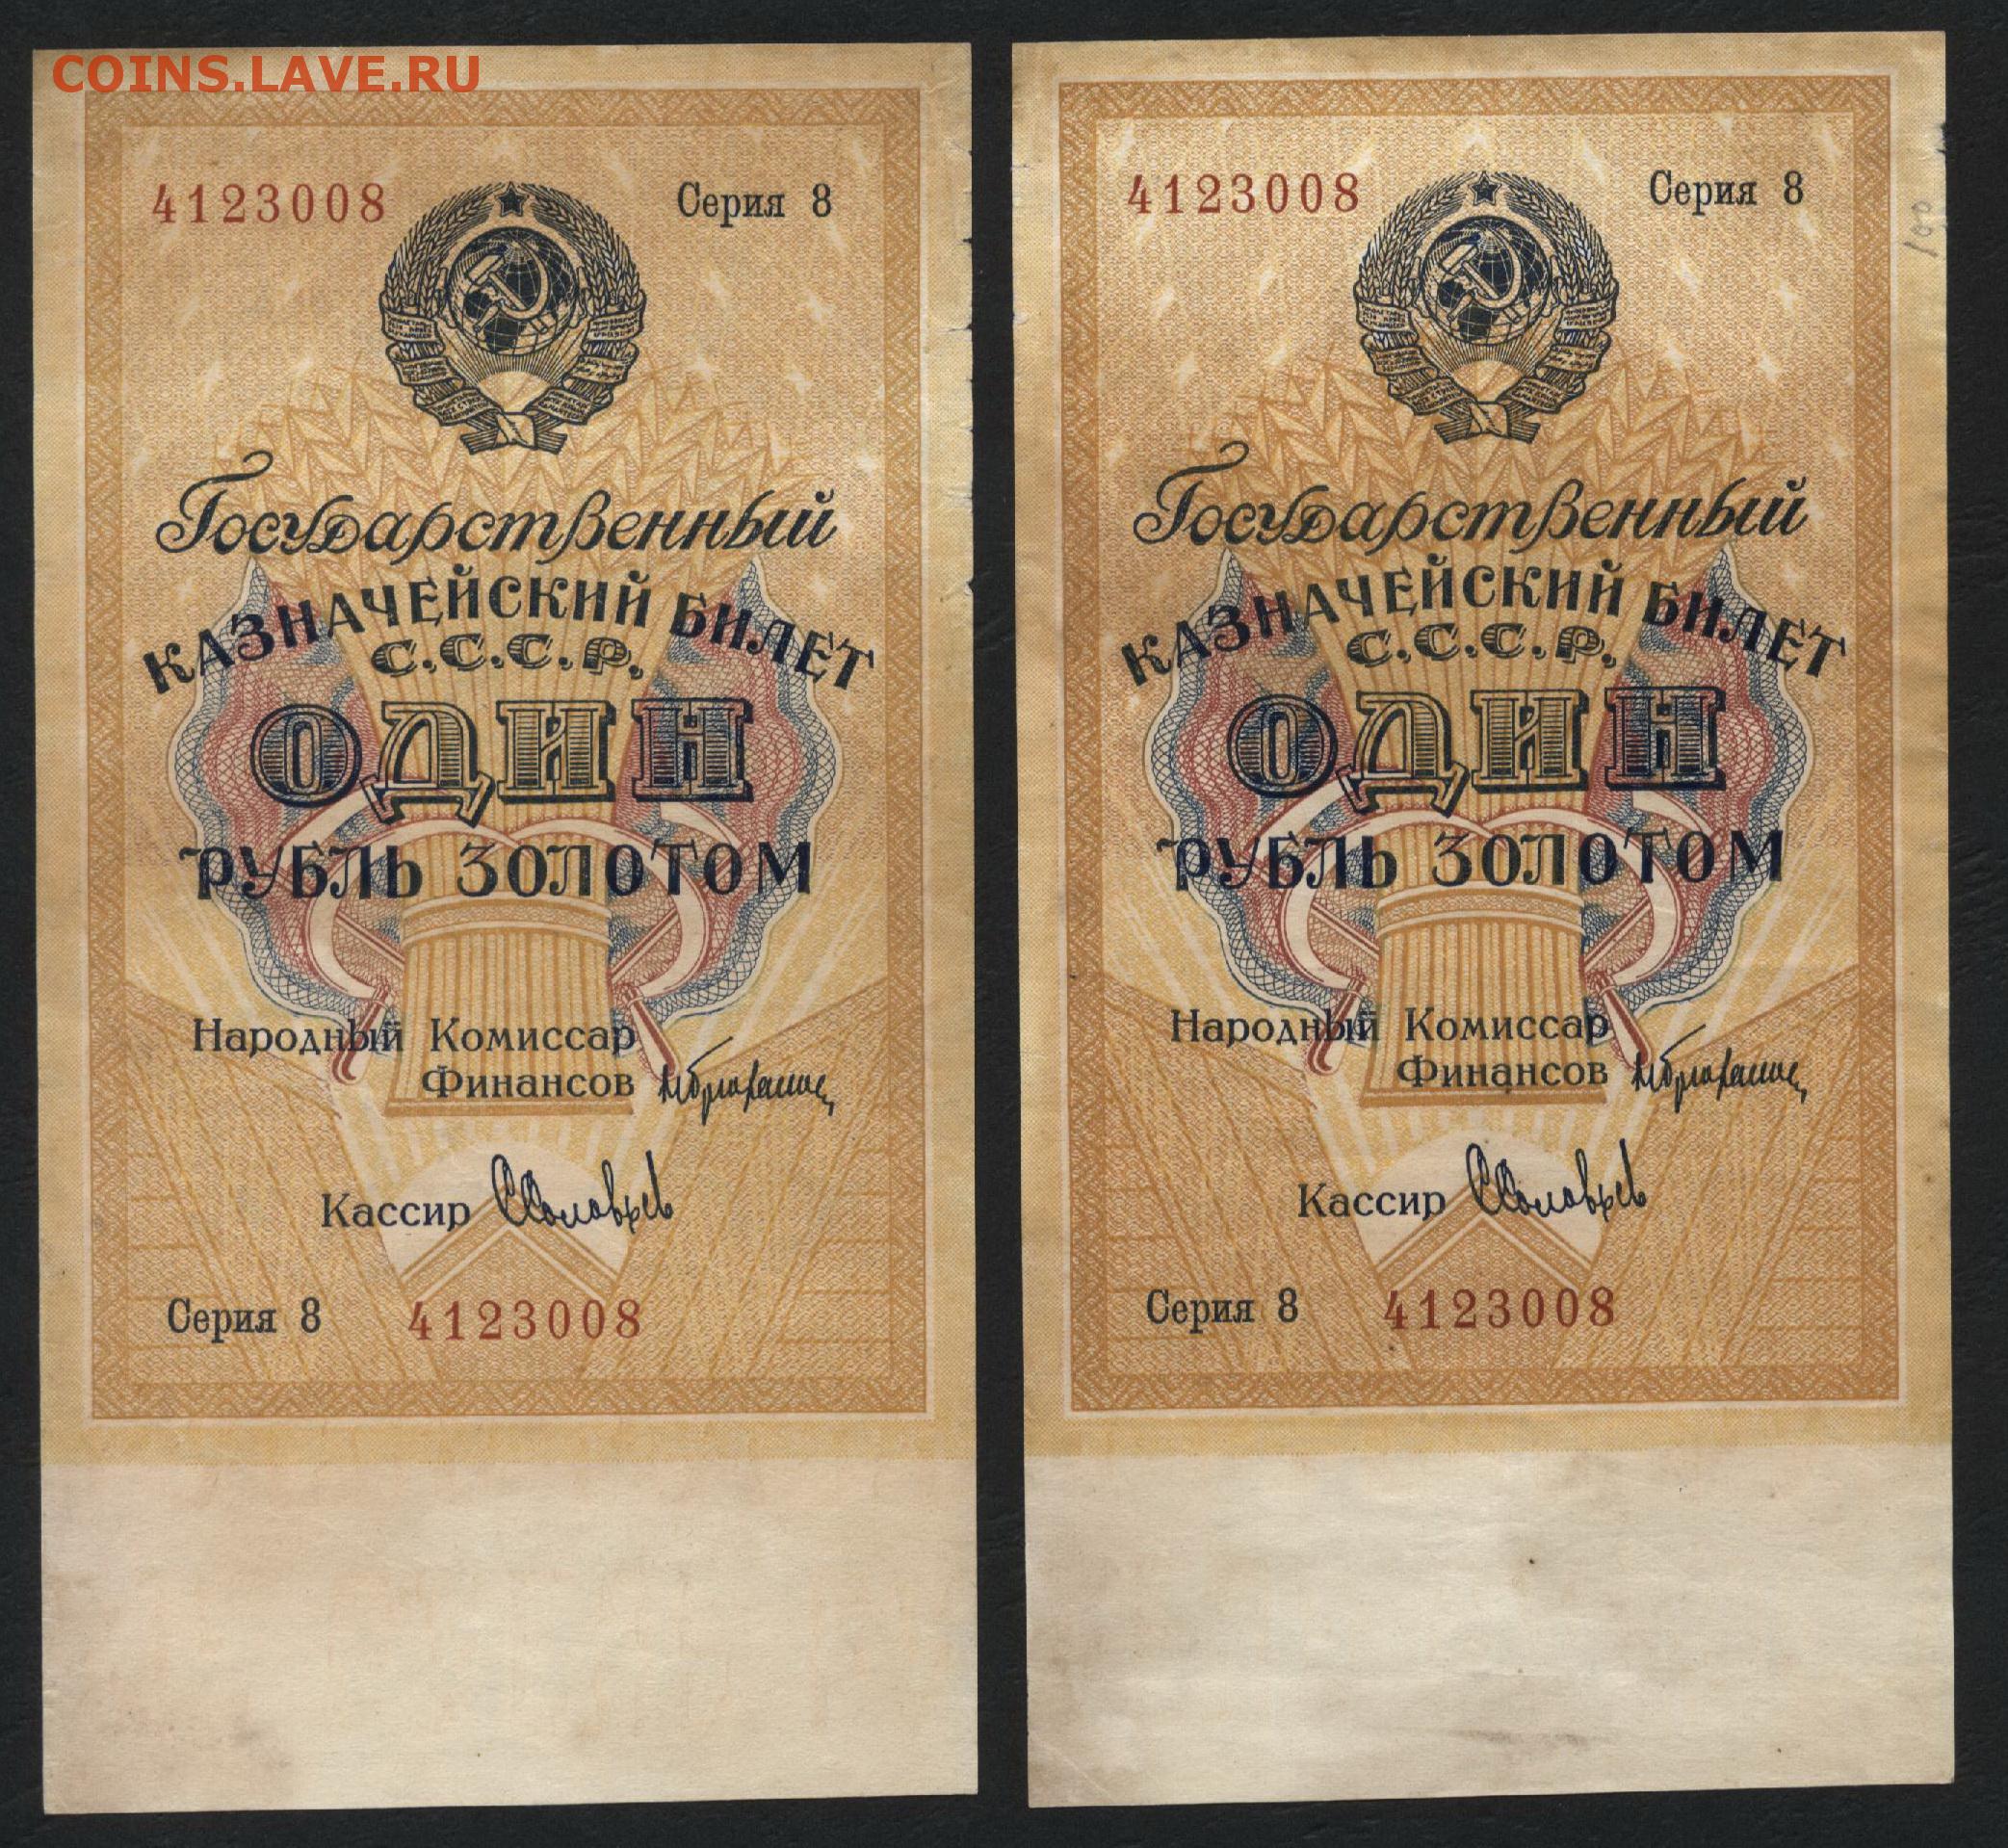 COINS.LAVE.RU
4123008
Серия 8
Государственный
КАЗНАЧЕЙСКИЙ БИЛЕТ
С.С.С.Р.
ОДИН
РУБЛЬ ЗОЛОТОМ
Народный Комиссар
Финансов
Кассир
Серия 8 4123008
4123008
Серия 8
100
Государственный
КАЗНАЧЕЙСКИЙ БИЛЕТ
С.С.С.Р.
ОДИН
РУБЛЬ ЗОЛОТОМ
Народный Комиссар
Финансов
Кассир
Серия 8 4123008